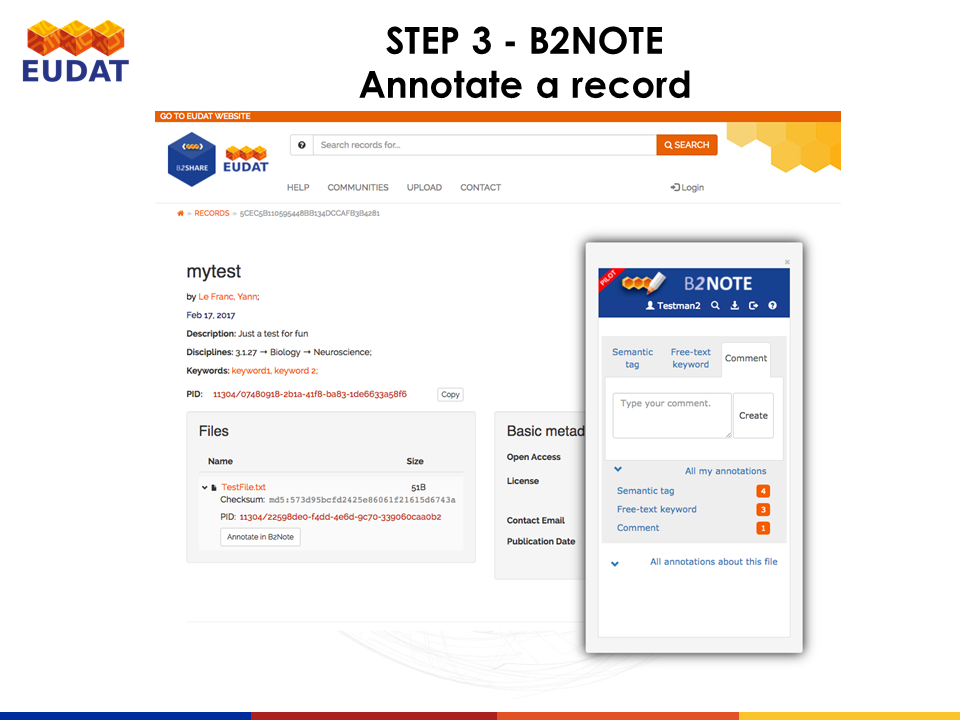 EUDAT
STEP 3 - B2NOTE
Annotate a record
GO TO EUDAT WEBSITE
B2SHARE
EUDAT
Search records for...
SEARCH
HELP COMMUNITIES UPLOAD CONTACT
Login
» RECORDS » 5CEC5B110595448BB134DCCAFB3B4281
mytest
by Le Franc, Yann;
Feb 17, 2017
Description: Just a test for fun
Disciplines: 3.1.27 → Biology → Neuroscience;
Keywords: keyword1, keyword 2;
PID: 11304/07480918-2b1a-41f8-ba83-1de6633a58f6 Copy
Files
Name Size
TestFile.txt 51B
Checksum: md5:573d95bcfd2425e86061f21615d6743a
PID: 11304/22598de0-f4dd-4e6d-9c70-339060caa0b2
Annotate in B2Note
Basic metad
Open Access
License
Contact Email
Publication Date
×
PILOT
B2NOTE
Testman2
Semantic tag
Free-text keyword
Comment
Type your comment.
Create
All my annotations
Semantic tag 4
Free-text keyword 3
Comment 1
All annotations about this file